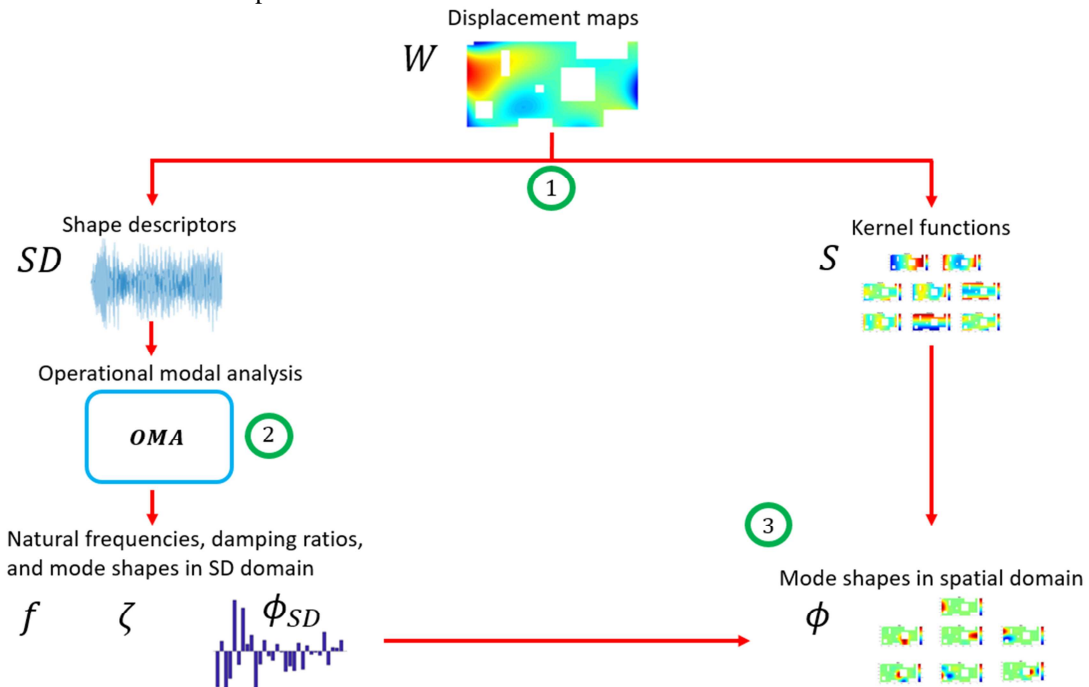 Displacement maps
W
1
Shape descriptors
SD
Kernel functions
S
Operational modal analysis
OMA
2
Natural frequencies, damping ratios,
and mode shapes in SD domain
f ζ ϕSD
3
Mode shapes in spatial domain
ϕ